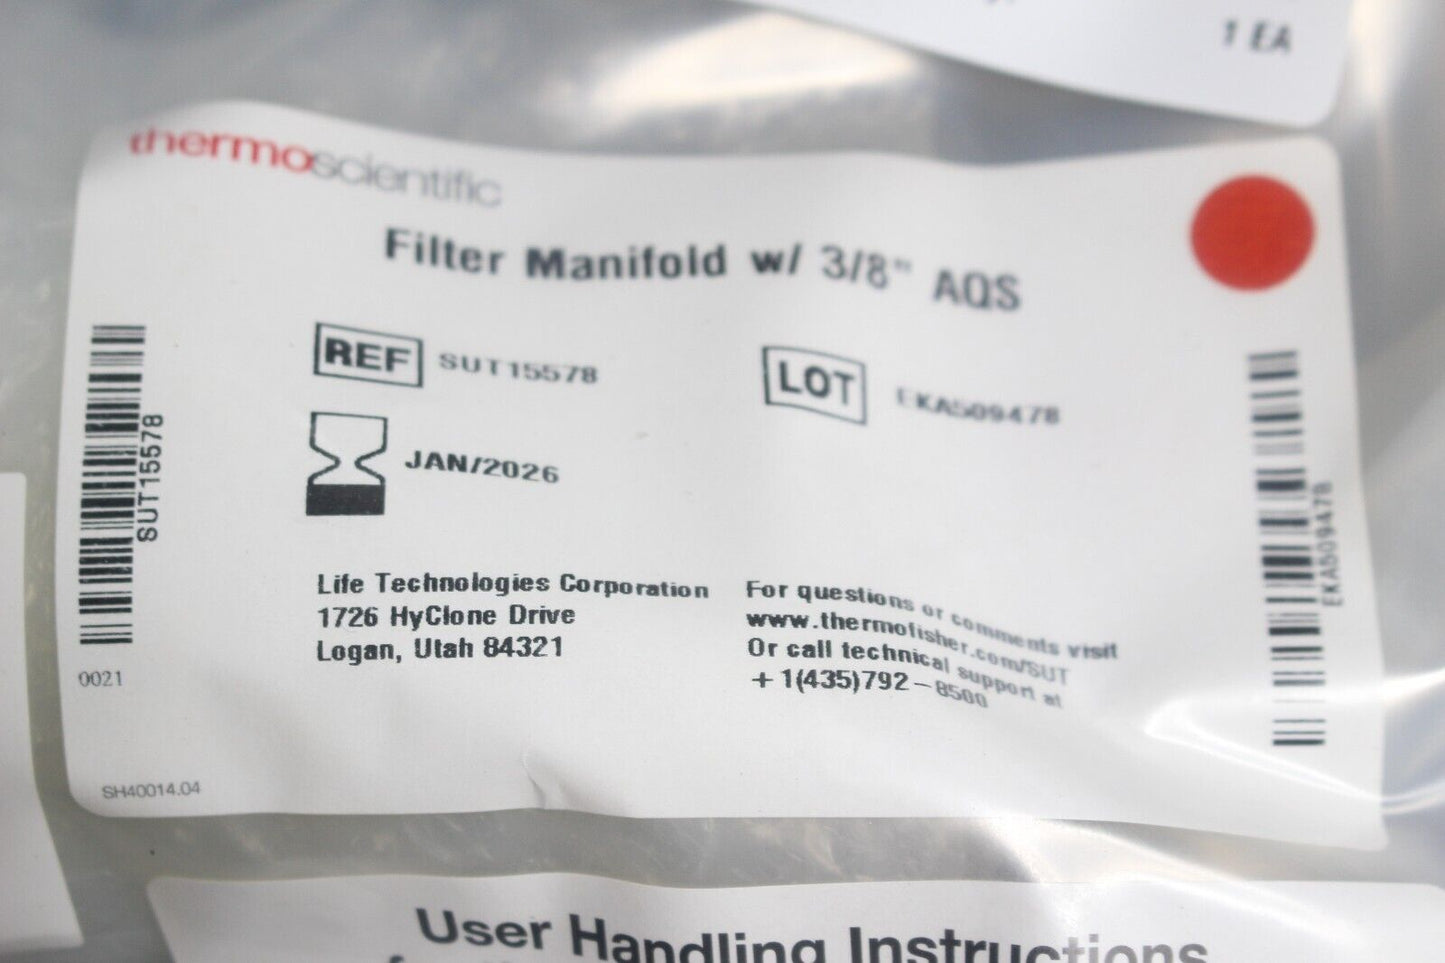 1 EA
thermoscientific
Filter Manifold w/ 3/8" AQS
REF SUT15578
LOT EKA509478
JAN/2026
SUT15578
EKA509478
Life Technologies Corporation
1726 HyClone Drive
Logan, Utah 84321
For questions or comments visit
www.thermofisher.com/SUT
Or call technical support at
+1(435)792-8500
0021
SH40014.04
User Handling Instructions